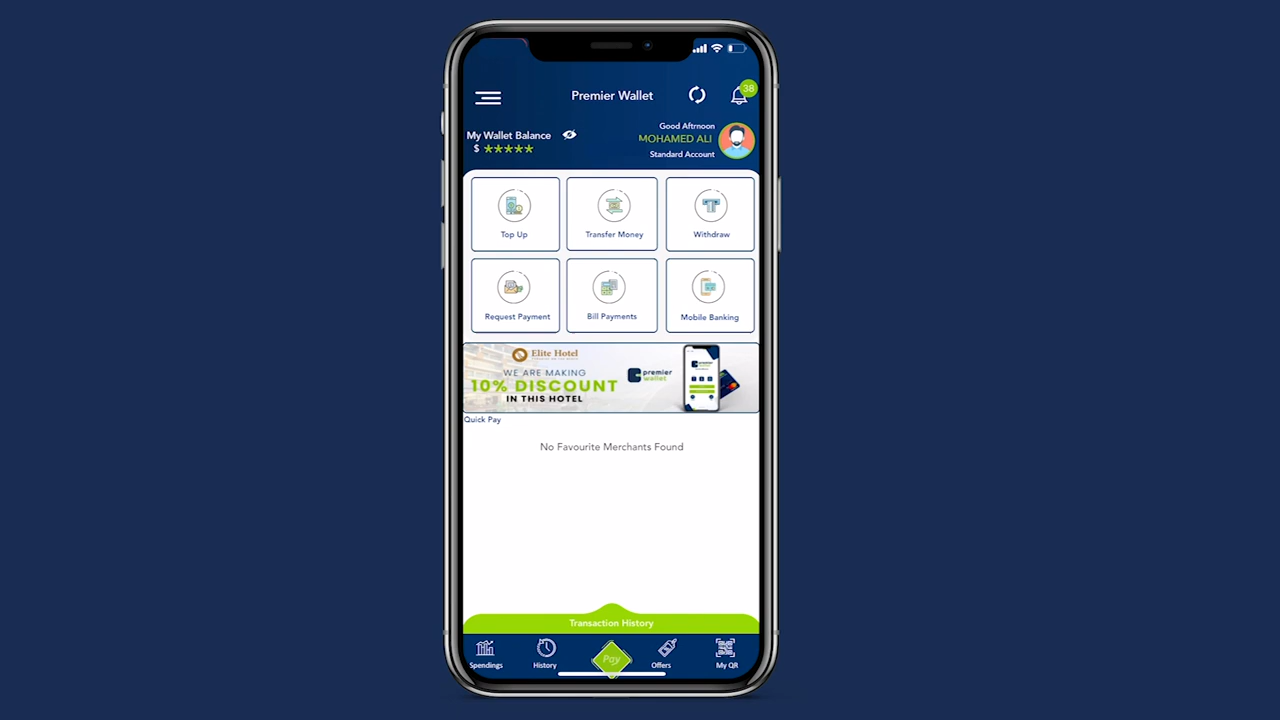 Premier Wallet
38
My Wallet Balance
$ *****
Good Aftrnoon
MOHAMED ALI
Standard Account
Top Up
Transfer Money
Withdraw
Request Payment
Bill Payments
Mobile Banking
Elite Hotel
WE ARE MAKING
10% DISCOUNT
IN THIS HOTEL
premier
wallet
Quick Pay
No Favourite Merchants Found
Transaction History
Spendings
History
Pay
Offers
My QR